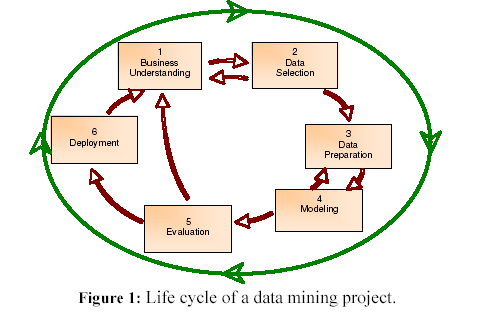 1
Business
Understanding
2
Data
Selection
3
Data
Preparation
4
Modeling
5
Evaluation
6
Deployment
Figure 1: Life cycle of a data mining project.